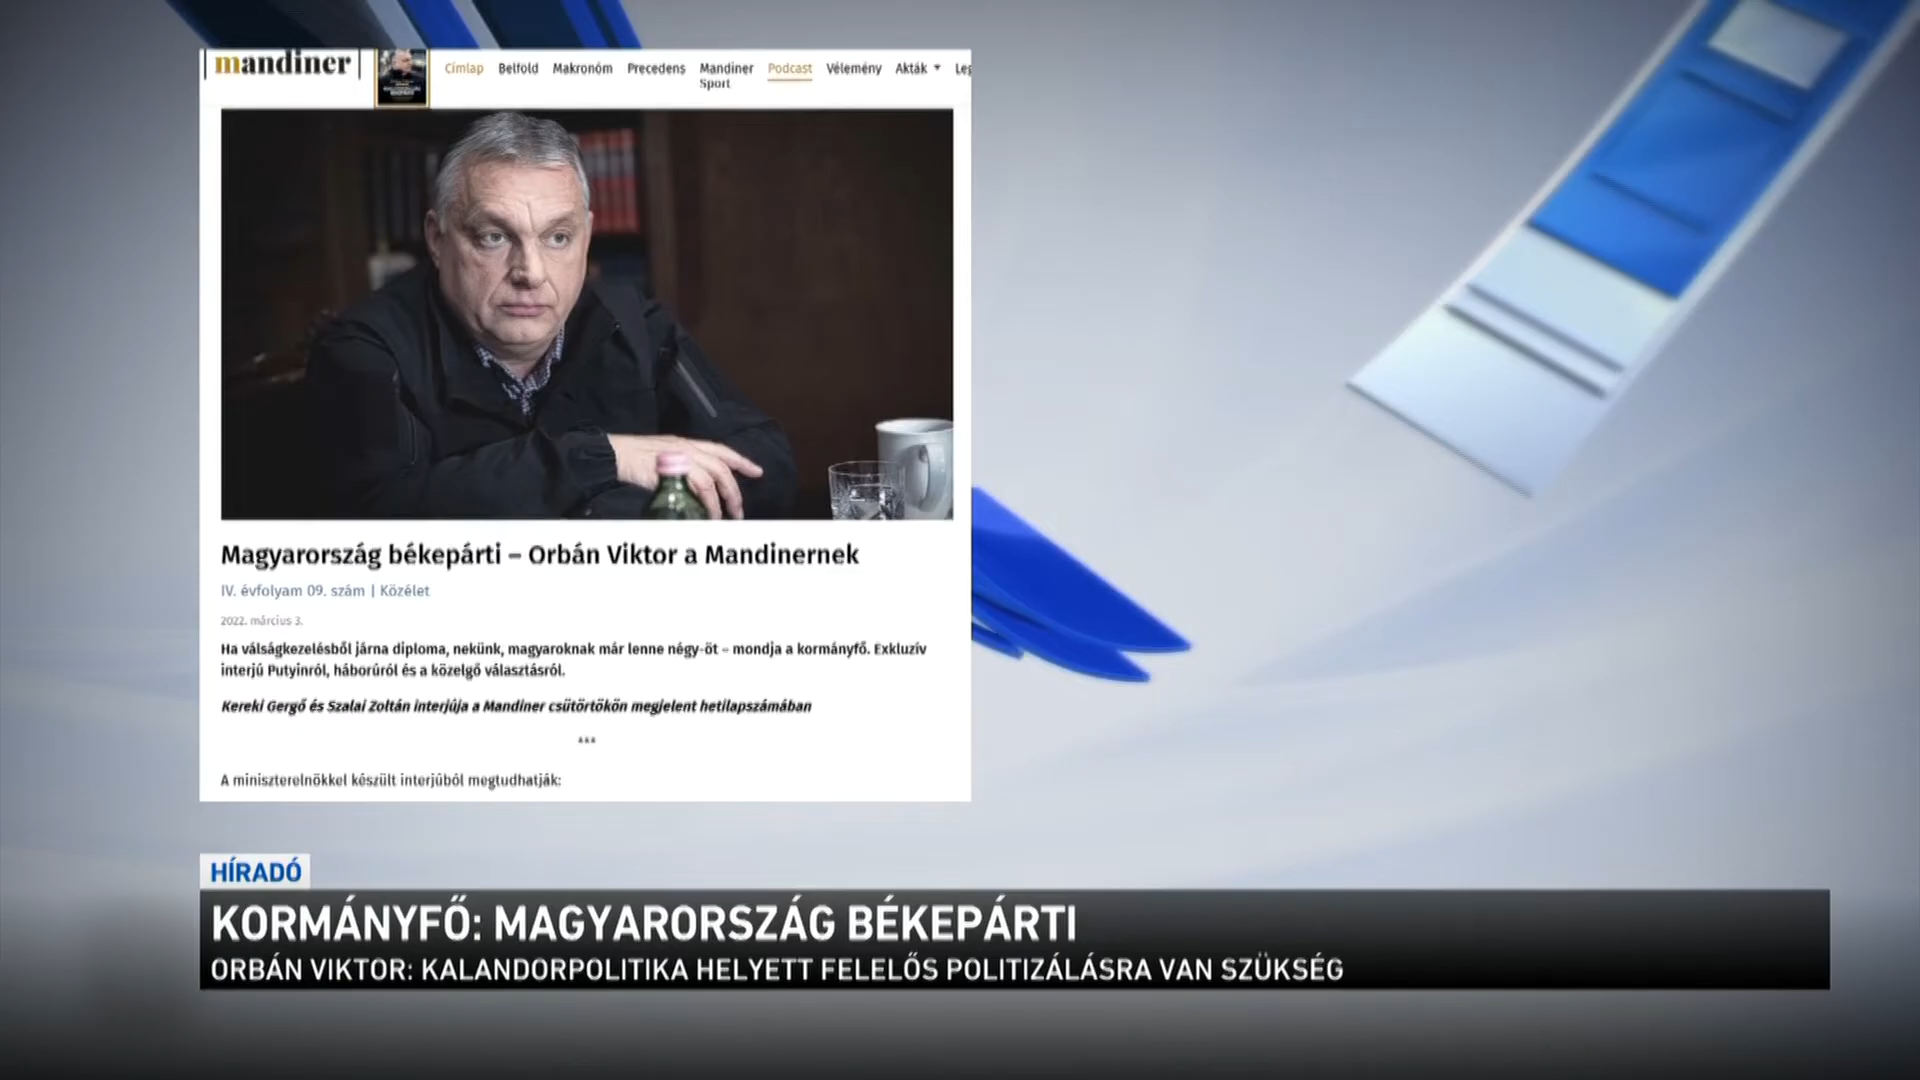 mandiner
Címlap Belföld Makronóm Precedens Mandiner Sport Podcast Vélemény Akták
Magyarország békepárti – Orbán Viktor a Mandinernek
IV. évfolyam 09. szám | Közélet
2022. március 3.
Ha válságkezelésből járna diploma, nekünk, magyaroknak már lenne négy-öt – mondja a kormányfő. Exkluzív
interjú Putyinról, háborúról és a közelgő választásról.
Kereki Gergő és Szalai Zoltán interjúja a Mandiner csütörtökön megjelent hetilapszámában
***
A miniszterelnökkel készült interjúból megtudhatják:
HÍRADÓ
KORMÁNYFŐ: MAGYARORSZÁG BÉKEPÁRTI
ORBÁN VIKTOR: KALANDORPOLITIKA HELYETT FELELŐS POLITIZÁLÁSRA VAN SZÜKSÉG